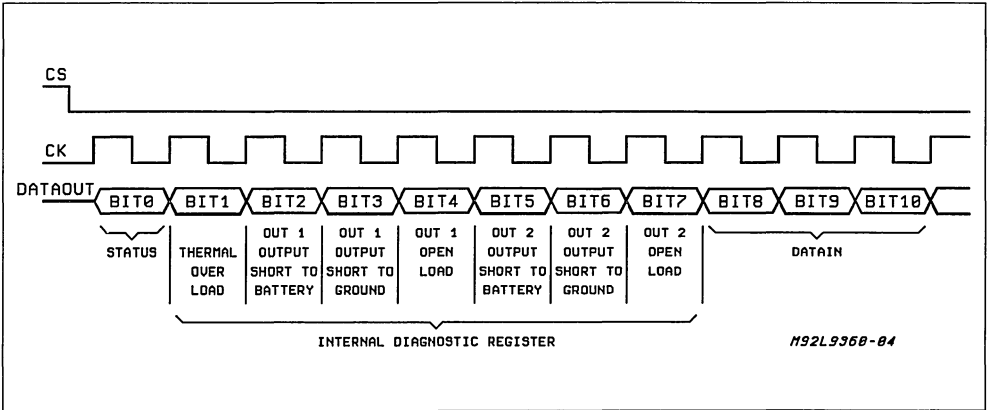 CS
CK
DATAOUT BIT0 BIT1 BIT2 BIT3 BIT4 BIT5 BIT6 BIT7 BIT8 BIT9 BIT10
STATUS
THERMAL
OVER
LOAD
OUT 1
OUTPUT
SHORT TO
BATTERY
OUT 1
OUTPUT
SHORT TO
GROUND
OUT 1
OPEN
LOAD
OUT 2
OUTPUT
SHORT TO
BATTERY
OUT 2
OUTPUT
SHORT TO
GROUND
OUT 2
OPEN
LOAD
DATAIN
INTERNAL DIAGNOSTIC REGISTER
M92L9360-04